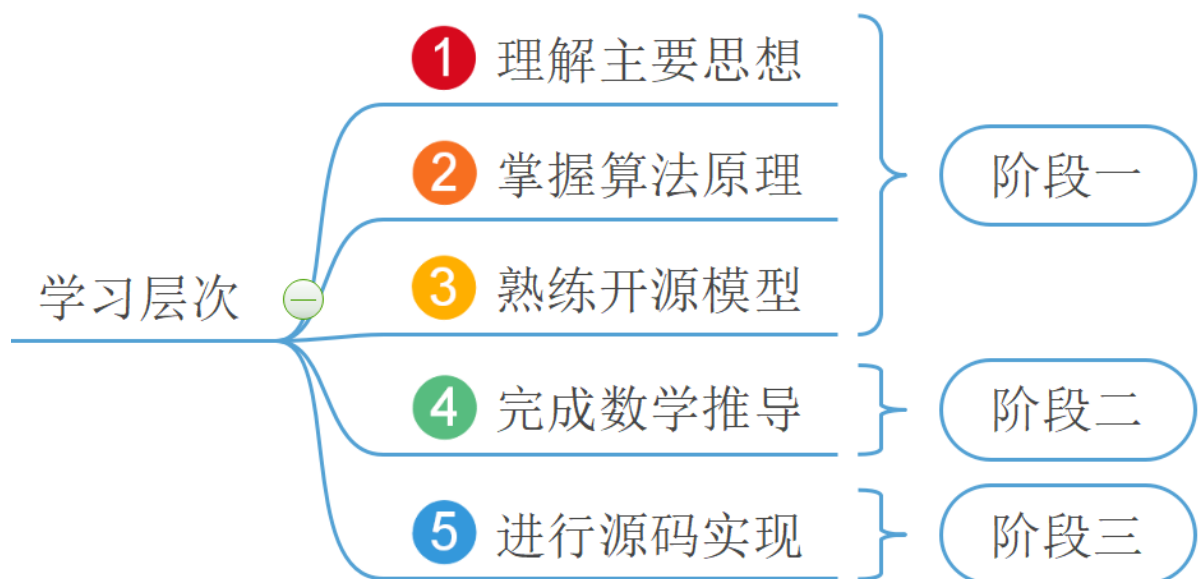 1 理解主要思想
2 掌握算法原理
阶段一
学习层次
3 熟练开源模型
4 完成数学推导
阶段二
5 进行源码实现
阶段三